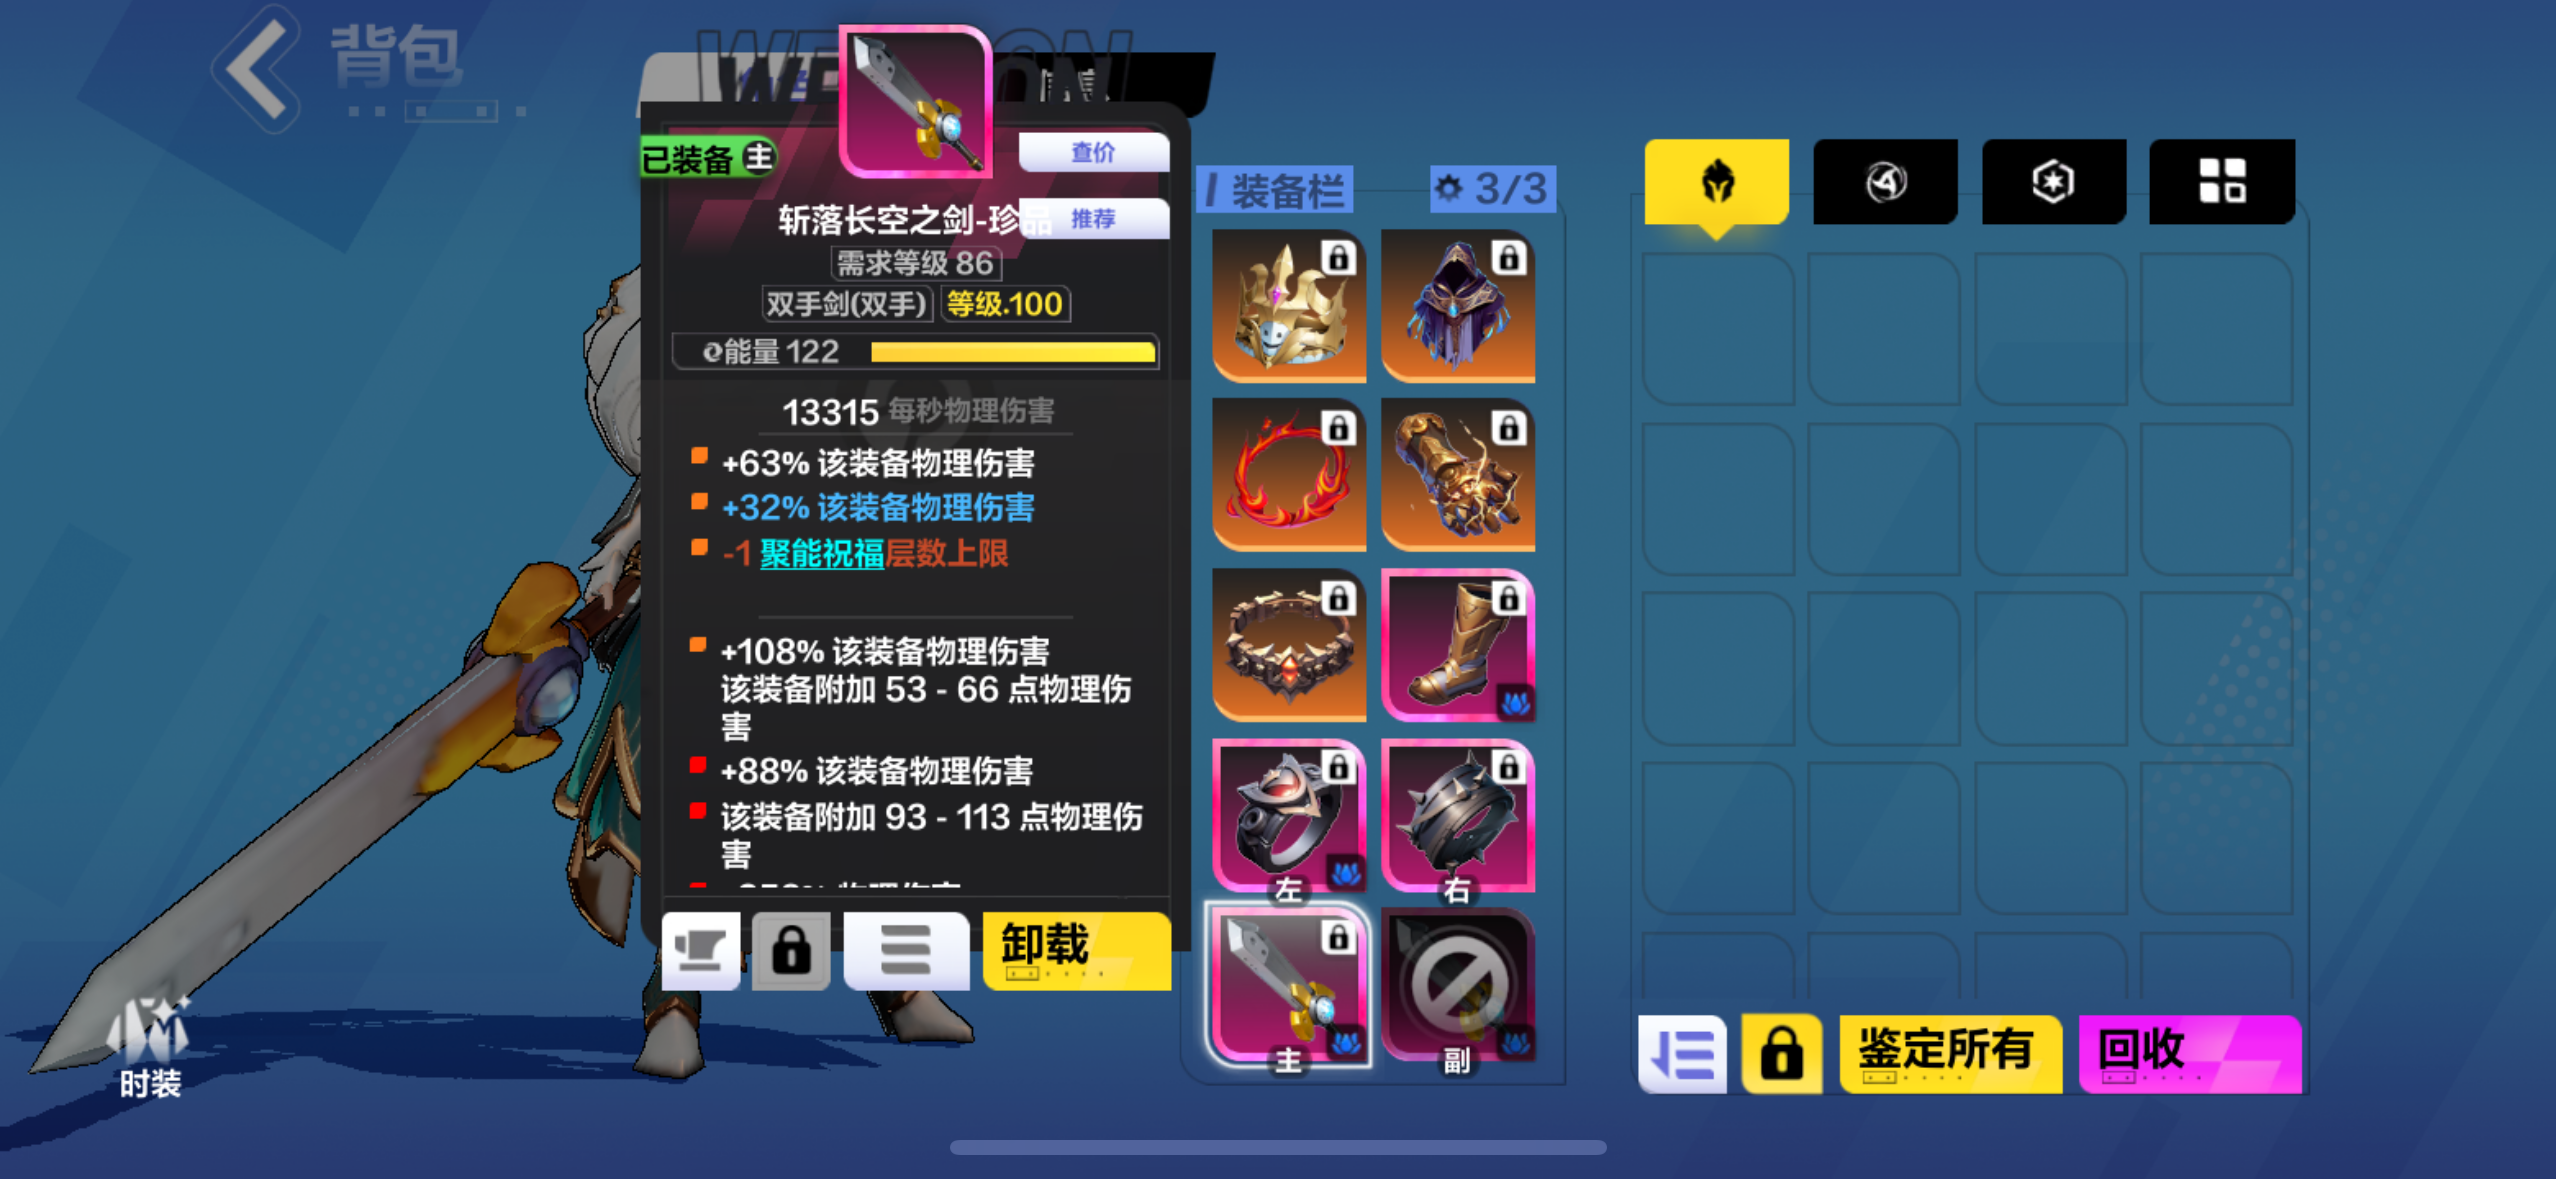 背包
WE
ON
已装备 主
查价
斩落长空之剑-珍品
推荐
需求等级 86
双手剑(双手)
等级.100
能量 122
13315 每秒物理伤害
+63% 该装备物理伤害
+32% 该装备物理伤害
-1 聚能祝福层数上限
+108% 该装备物理伤害
该装备附加 53 - 66 点物理伤
害
+88% 该装备物理伤害
该装备附加 93 - 113 点物理伤
害
物理伤害
卸载
装备栏
3/3
左
右
主
副
时装
鉴定所有
回收